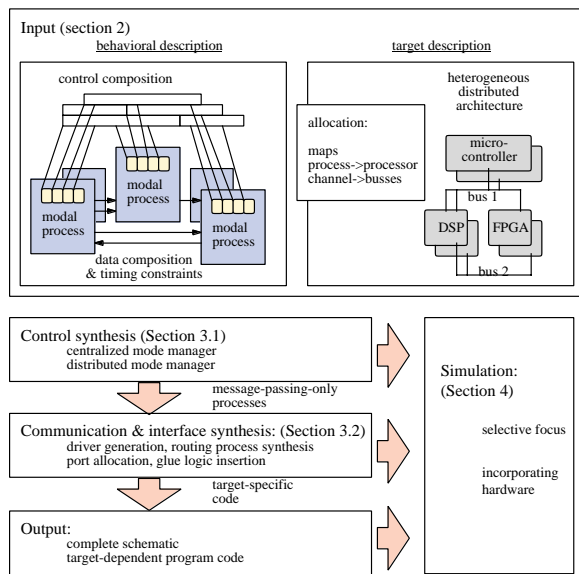 Input (section 2)
behavioral description
target description
control composition
modal
process
modal
process
modal
process
data composition
& timing constraints
allocation:
maps
process->processor
channel->busses
heterogeneous
distributed
architecture
micro-
controller
bus 1
DSP
FPGA
bus 2
Control synthesis (Section 3.1)
centralized mode manager
distributed mode manager
message-passing-only
processes
Communication & interface synthesis: (Section 3.2)
driver generation, routing process synthesis
port allocation, glue logic insertion
target-specific
code
Output:
complete schematic
target-dependent program code
Simulation:
(Section 4)
selective focus
incorporating
hardware